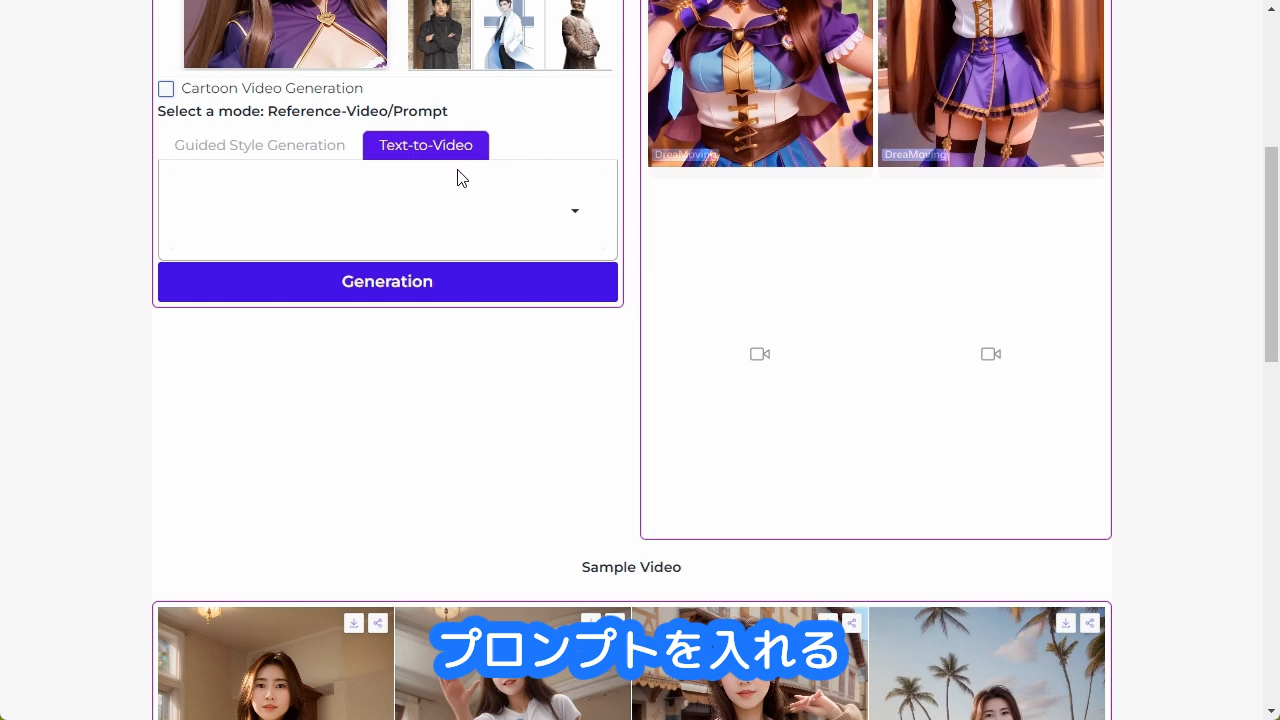 Cartoon Video Generation
Select a mode: Reference-Video/Prompt
Guided Style Generation
Text-to-Video
Generation
DreaMoving
DreaMoving
Sample Video
プロンプトを入れる